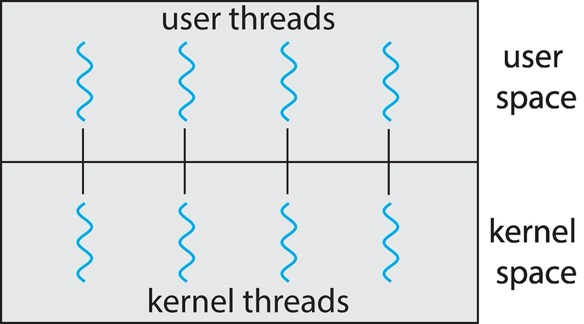 user threads
user
space
kernel
space
kernel threads